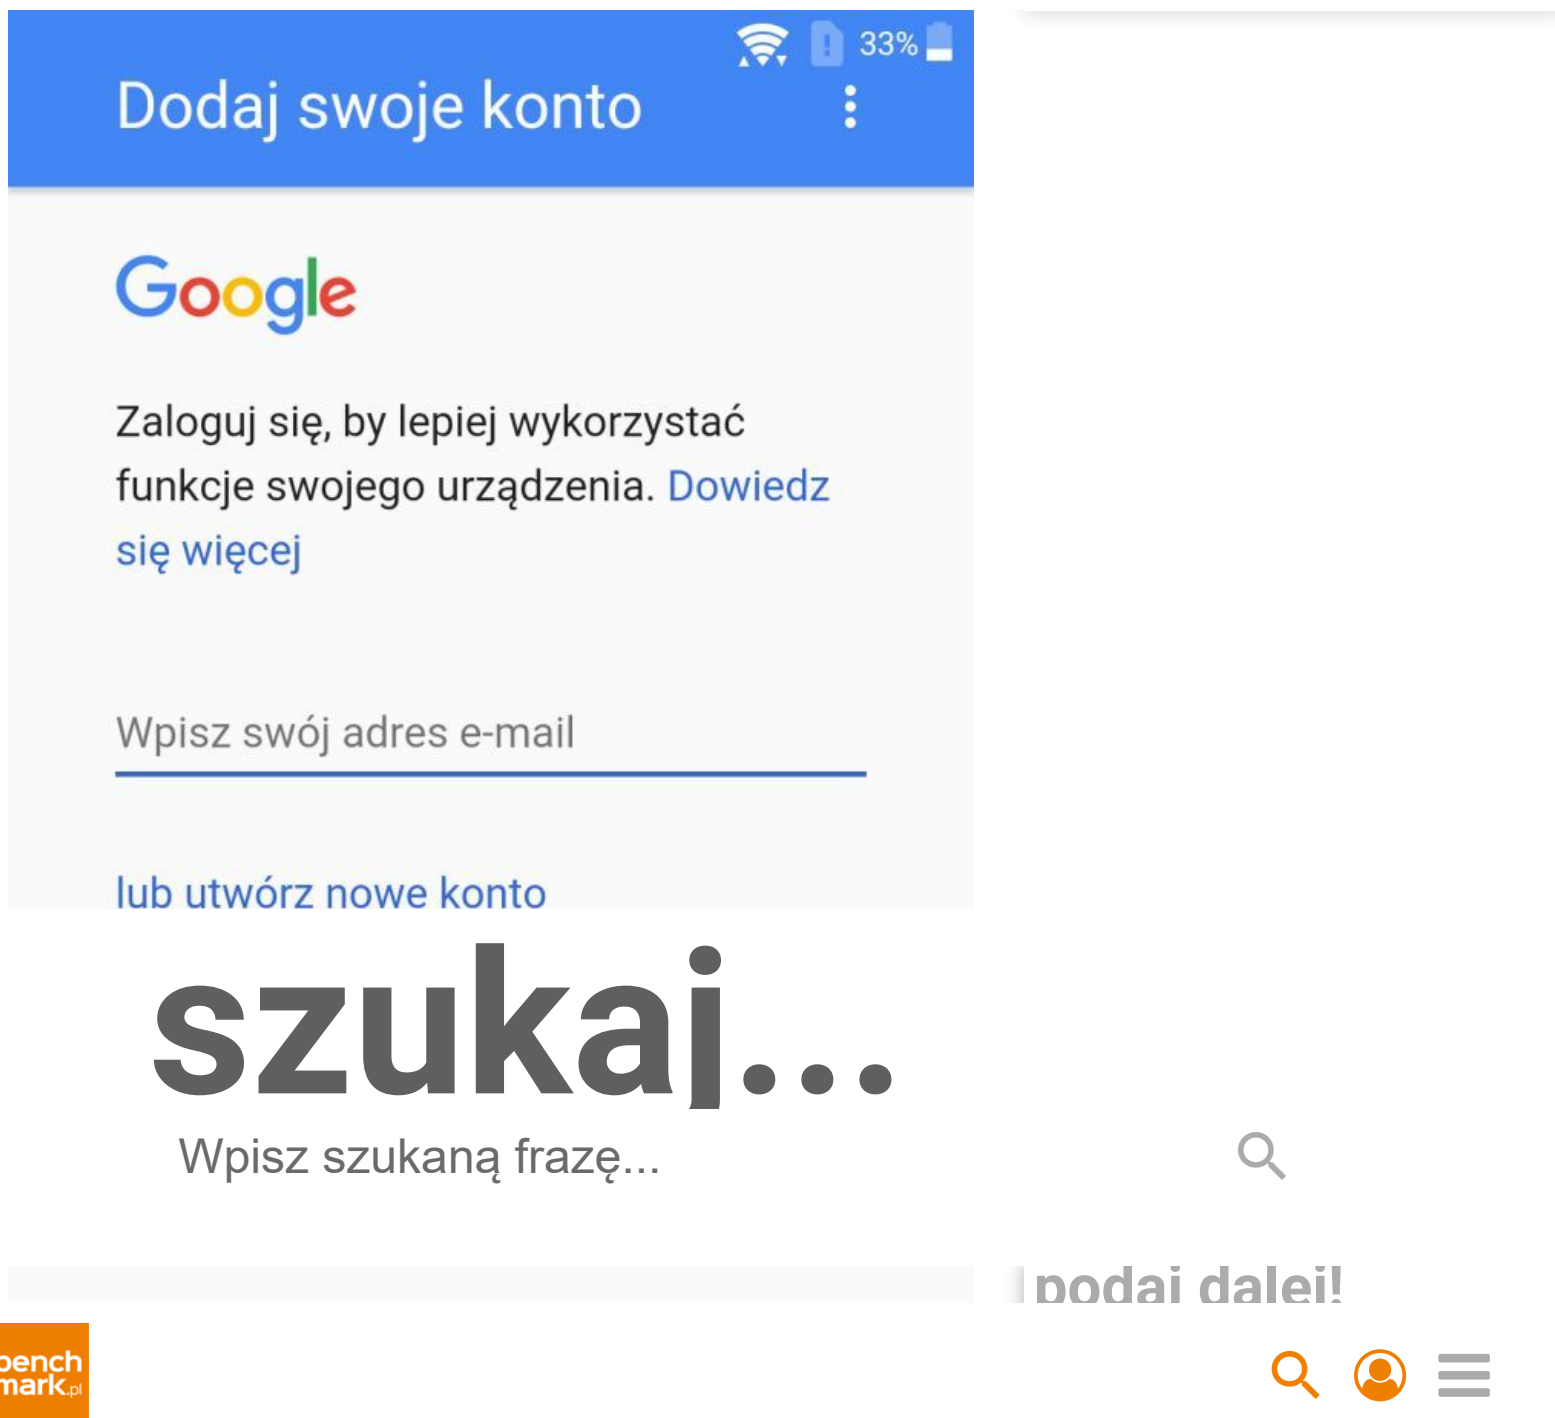 33%
Dodaj swoje konto
Google
Zaloguj się, by lepiej wykorzystać
funkcje swojego urządzenia. Dowiedz
się więcej
Wpisz swój adres e-mail
lub utwórz nowe konto
szukaj...
Wpisz szukaną frazę...
podaj dalej!
bench
mark.pl